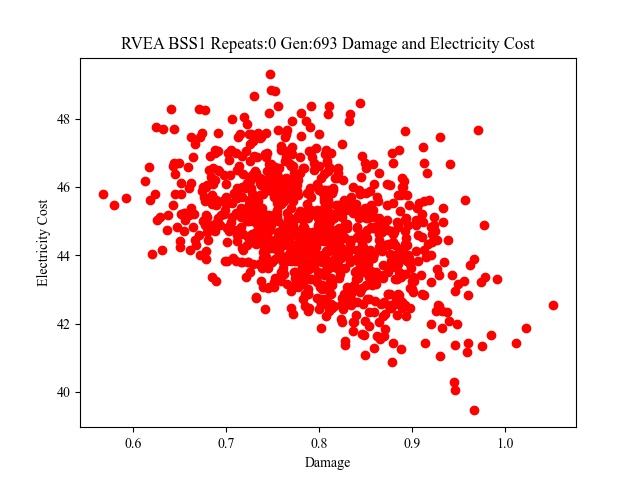 RVEA BSS1 Repeats:0 Gen:693 Damage and Electricity Cost
48
46
44
42
40
Electricity Cost
0.6 0.7 0.8 0.9 1.0
Damage